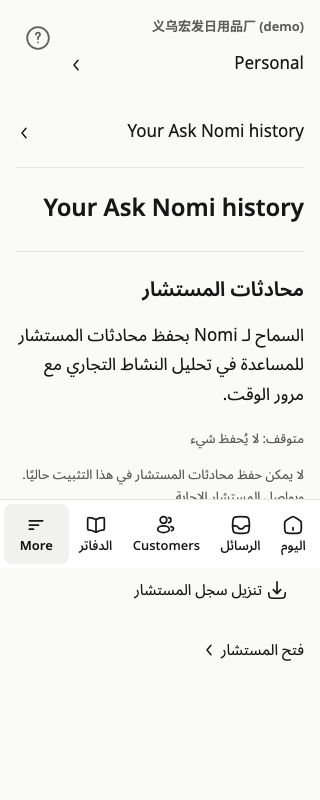 义乌宏发日用品厂 (demo)
Personal
Your Ask Nomi history
Your Ask Nomi history
محادثات المستشار
السماح لـ Nomi بحفظ محادثات المستشار
للمساعدة في تحليل النشاط التجاري مع
مرور الوقت.
متوقف: لا يُحفظ شيء
لا يمكن حفظ محادثات المستشار في هذا التثبيت حاليًا.
ويواصل المستشار الإجابة
اليوم
الرسائل
Customers
الدفاتر
More
تنزيل سجل المستشار
فتح المستشار